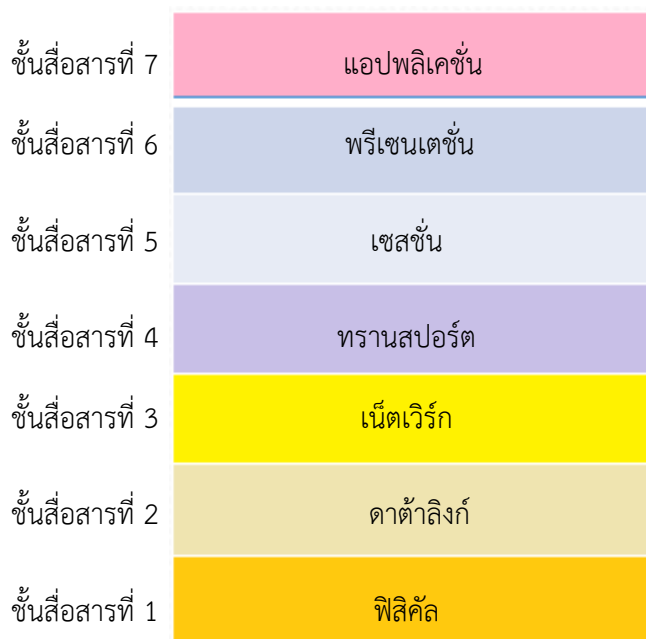 ชั้นสื่อสารที่ 7 แอปพลิเคชั่น
ชั้นสื่อสารที่ 6 พรีเซนเตชั่น
ชั้นสื่อสารที่ 5 เซสชั่น
ชั้นสื่อสารที่ 4 ทรานสปอร์ต
ชั้นสื่อสารที่ 3 เน็ตเวิร์ก
ชั้นสื่อสารที่ 2 ดาต้าลิงก์
ชั้นสื่อสารที่ 1 ฟิสิคัล